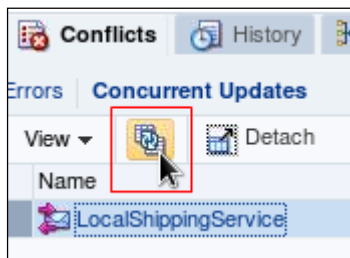 Conflicts History
Errors Concurrent Updates
View Detach
Name
LocalShippingService